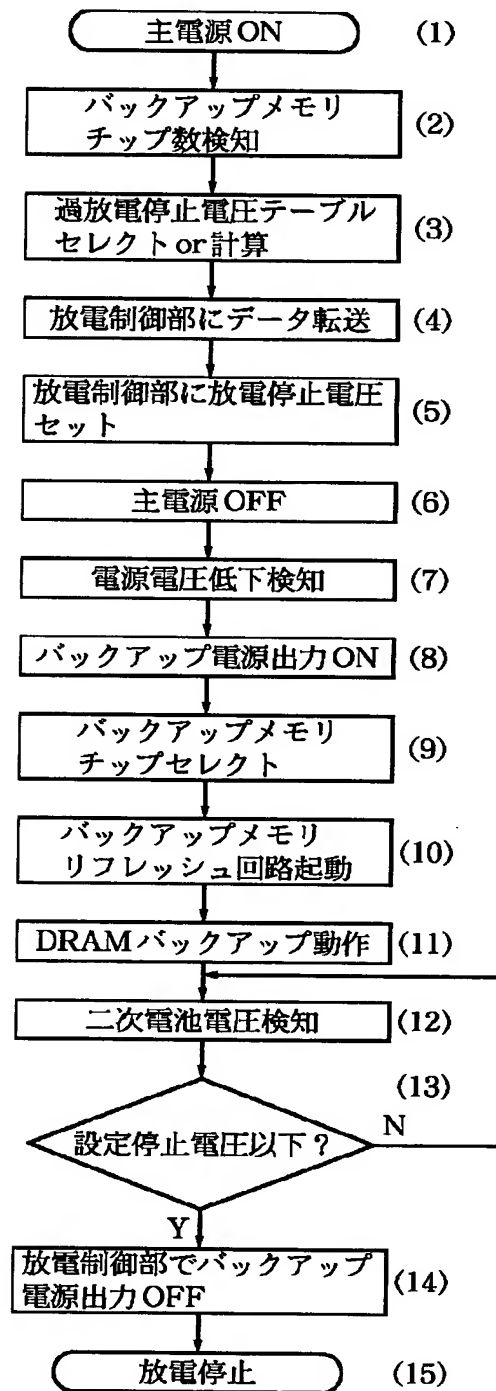 主電源ON (1)
バックアップメモリ
チップ数検知 (2)
過放電停止電圧テーブル
セレクトor計算 (3)
放電制御部にデータ転送 (4)
放電制御部に放電停止電圧
セット (5)
主電源OFF (6)
電源電圧低下検知 (7)
バックアップ電源出力ON (8)
バックアップメモリ
チップセレクト (9)
バックアップメモリ
リフレッシュ回路起動 (10)
DRAMバックアップ動作 (11)
二次電池電圧検知 (12)
(13)
設定停止電圧以下? N
Y
放電制御部でバックアップ
電源出力OFF (14)
放電停止 (15)